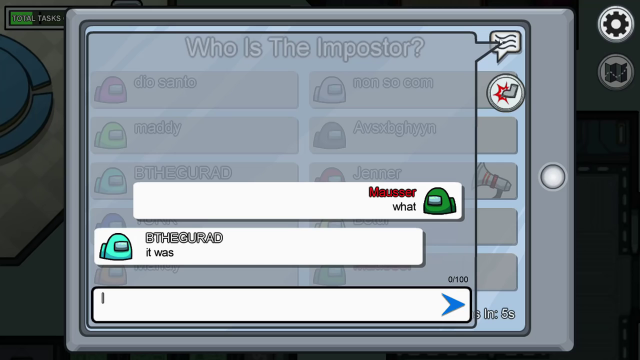 TOTAL TASKS
Who Is The Impostor?
dio santo
non so com
maddy
Avsxbghyyn
BTHEGURAD
Jenner
Mausser
what
BTHEGURAD
it was
0/100
s In: 5s